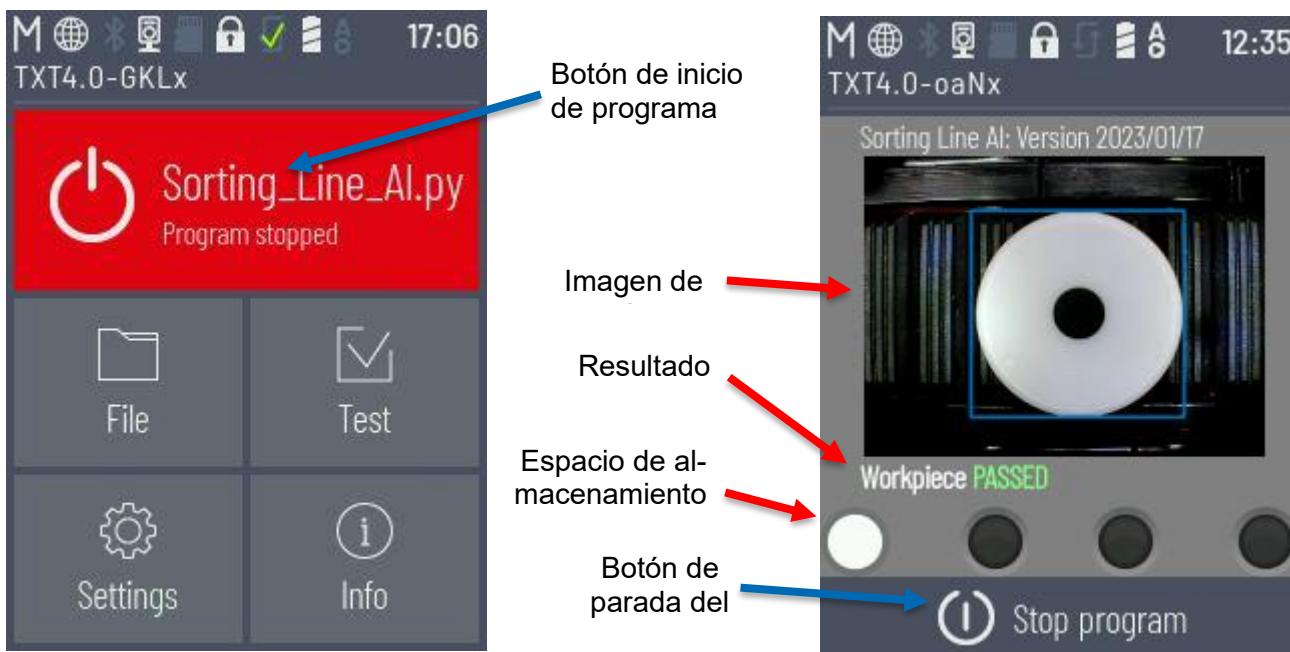 M 17:06
TXT4.0-GKLx
Sorting_Line_AI.py
Program stopped
File
Test
Settings
Info
Botón de inicio
de programa
Imagen de
Resultado
Espacio de al-
macenamiento
Botón de
parada del
M 12:35
TXT4.0-oaNx
Sorting Line AI: Version 2023/01/17
Workpiece PASSED
Stop program